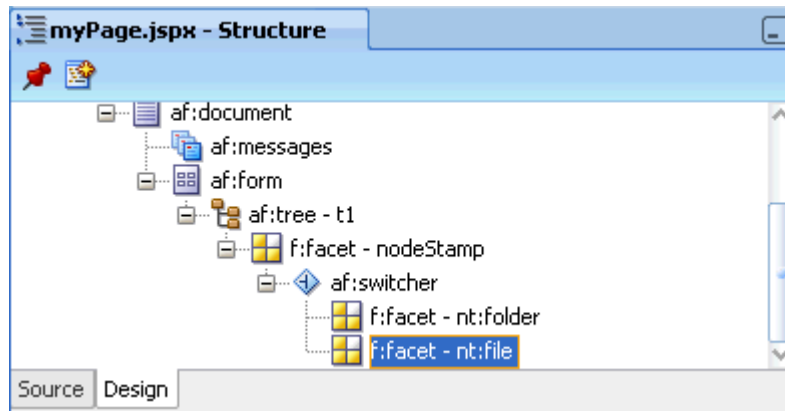 myPage.jspx - Structure
af:document
af:messages
af:form
af:tree - t1
f:facet - nodeStamp
af:switcher
f:facet - nt:folder
f:facet - nt:file
Source Design